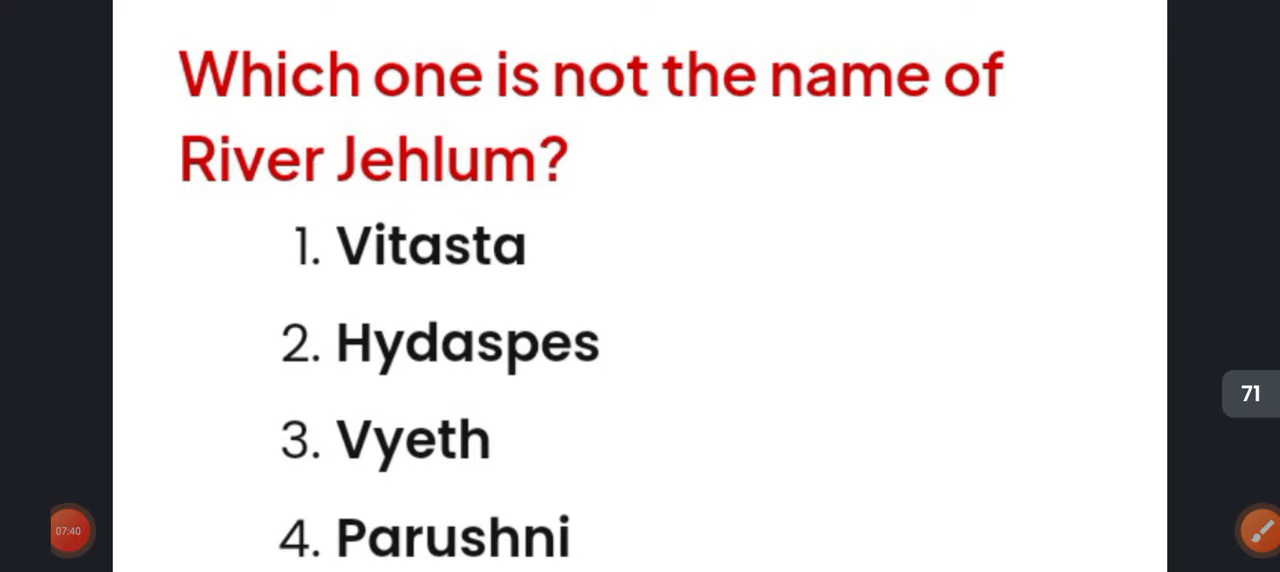 Which one is not the name of
River Jehlum?
1. Vitasta
2. Hydaspes
3. Vyeth
71
07:40
4. Parushni